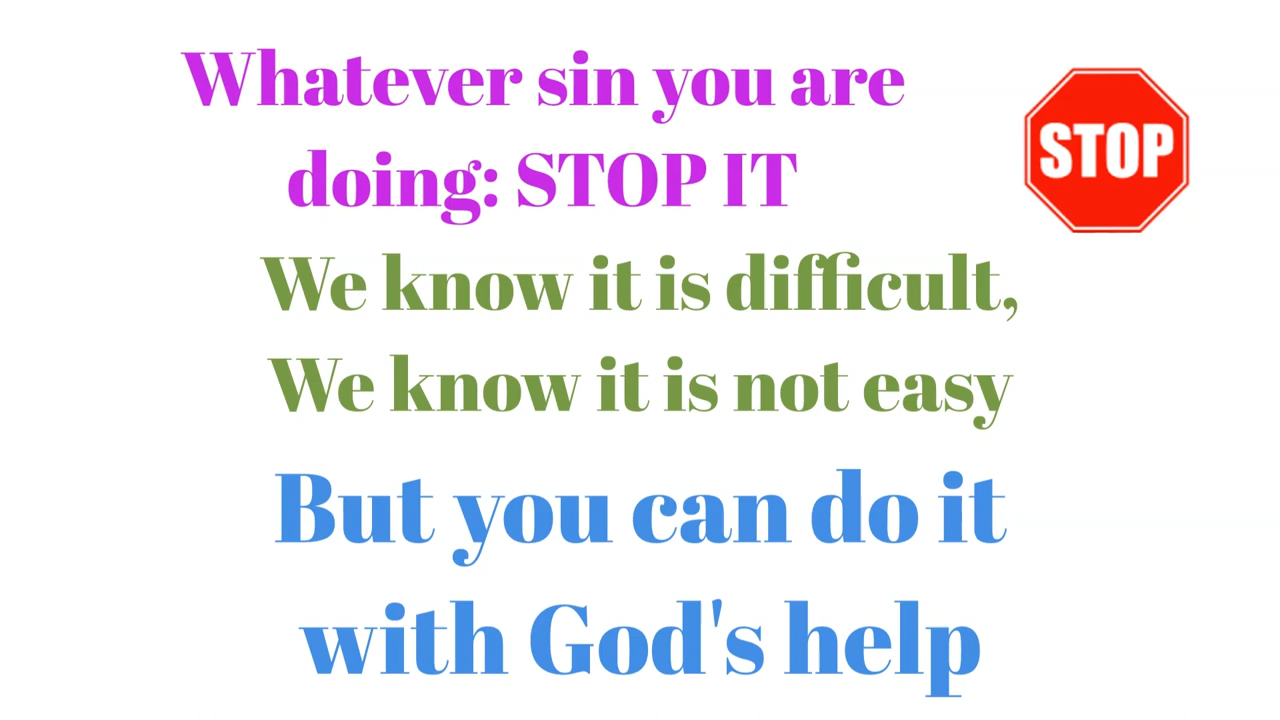 Whatever sin you are
doing: STOP IT
STOP
We know it is difficult,
We know it is not easy
But you can do it
with God's help